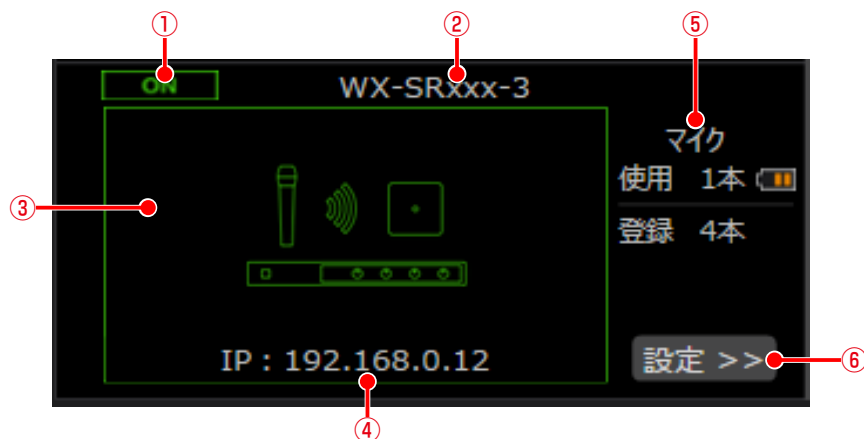 ① ② ⑤
ON WX-SRxxx-3
マイク
使用 1本
③
登録 4本
IP : 192.168.0.12 設定 >> ⑥
④